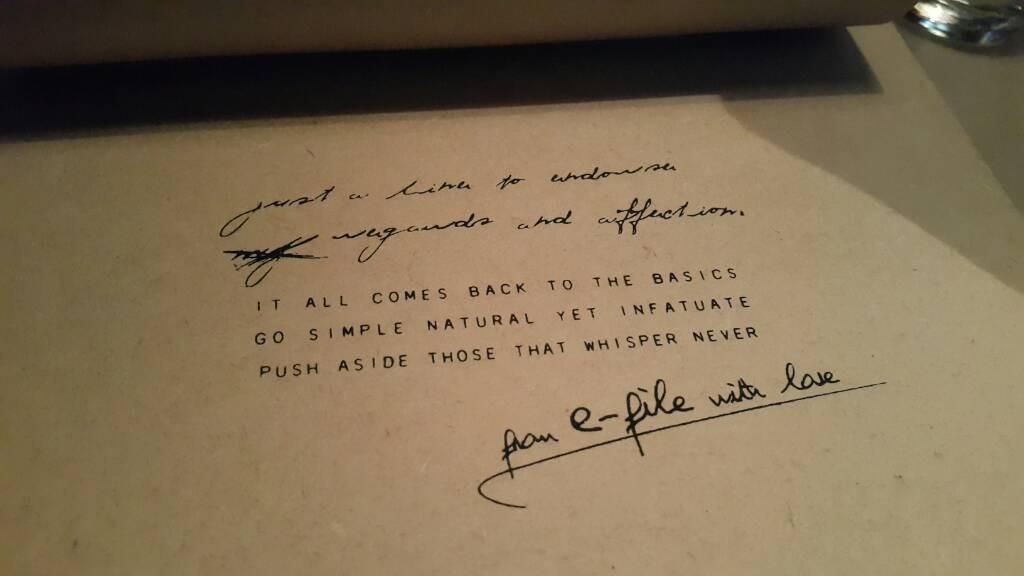 just a line to endorse
my regards and affection.
IT ALL COMES BACK TO THE BASICS
GO SIMPLE NATURAL YET INFATUATE
PUSH ASIDE THOSE THAT WHISPER NEVER
from e-file with love